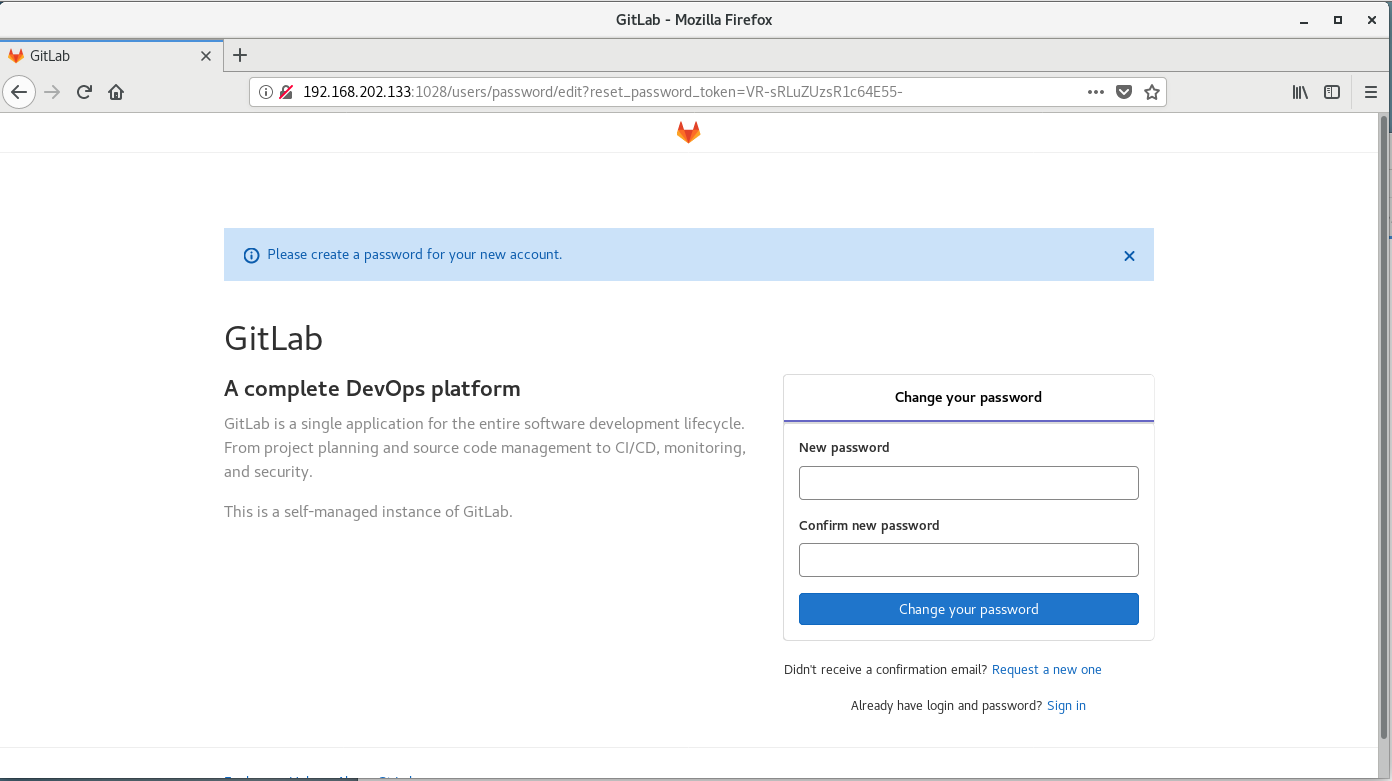 GitLab - Mozilla Firefox
GitLab
192.168.202.133:1028/users/password/edit?reset_password_token=VR-sRLuZUzsR1c64E55-
Please create a password for your new account.
GitLab
A complete DevOps platform
GitLab is a single application for the entire software development lifecycle.
From project planning and source code management to CI/CD, monitoring,
and security.
This is a self-managed instance of GitLab.
Change your password
New password
Confirm new password
Change your password
Didn't receive a confirmation email? Request a new one
Already have login and password? Sign in